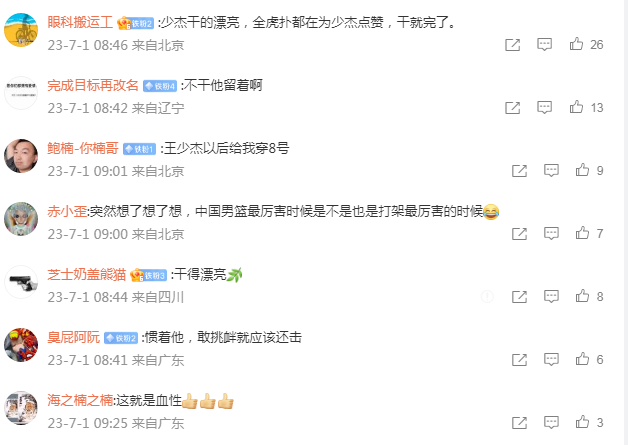 眼科搬运工 铁粉2 :少杰干的漂亮，全虎扑都在为少杰点赞，干就完了。
23-7-1 08:46 来自北京 26
完成目标再改名 铁粉4 :不干他留着啊
23-7-1 08:42 来自辽宁 13
鲍楠-你楠哥 铁粉1 :王少杰以后给我穿8号
23-7-1 09:01 来自北京 9
赤小歪:突然想了想了想，中国男篮最厉害时候是不是也是打架最厉害的时候😂
23-7-1 09:00 来自北京 7
芝士奶盖熊猫 铁粉3 :干得漂亮🌿
23-7-1 08:44 来自四川 8
臭屁阿阮 铁粉2 :惯着他，敢挑衅就应该还击
23-7-1 08:41 来自广东 6
海之楠之楠:这就是血性👍👍👍
23-7-1 09:25 来自广东 3